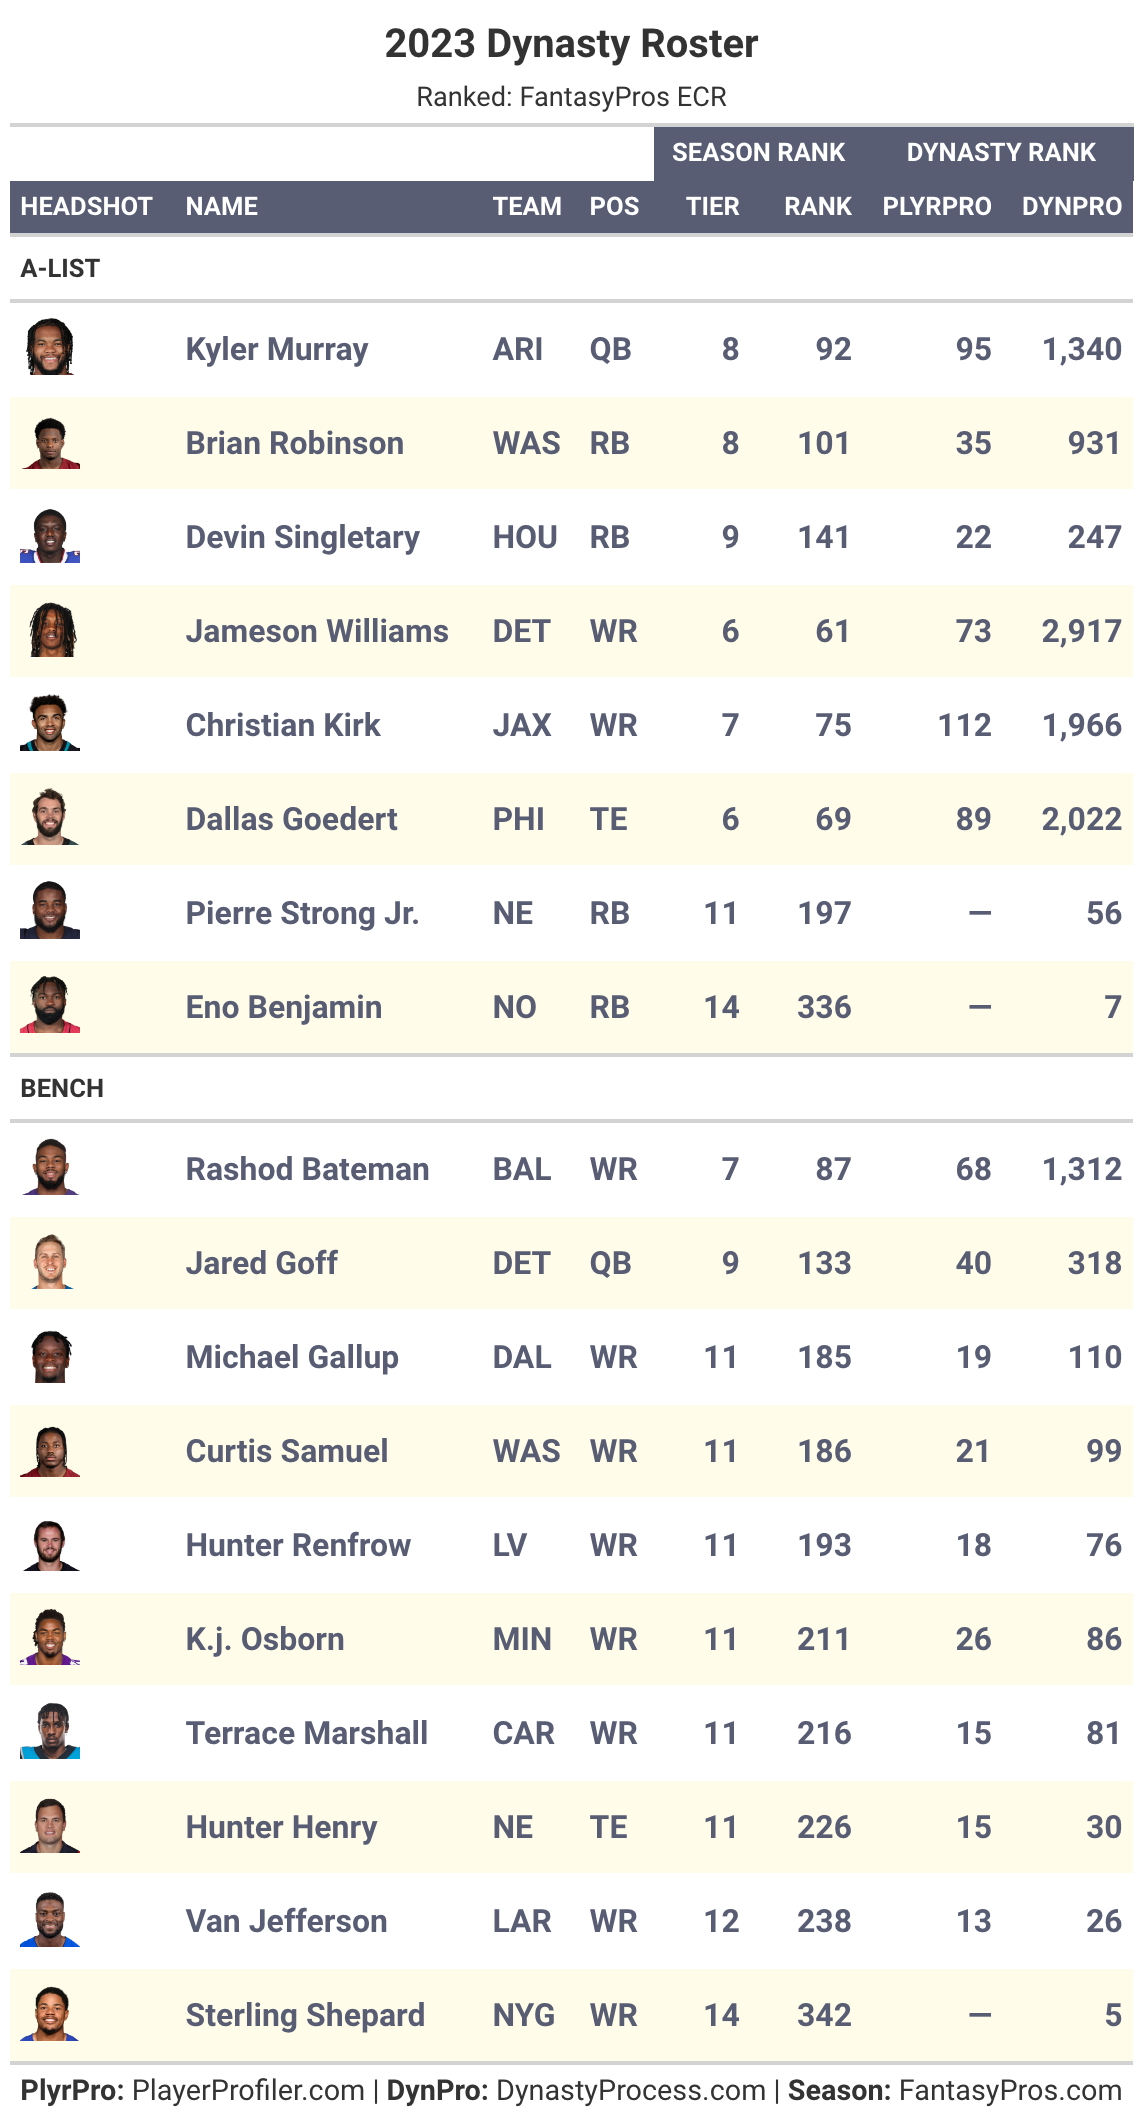 2023 Dynasty Roster
Ranked: FantasyPros ECR
SEASON RANK DYNASTY RANK
HEADSHOT NAME TEAM POS TIER RANK PLYRPRO DYNPRO
A-LIST
Kyler Murray ARI QB 8 92 95 1,340
Brian Robinson WAS RB 8 101 35 931
Devin Singletary HOU RB 9 141 22 247
Jameson Williams DET WR 6 61 73 2,917
Christian Kirk JAX WR 7 75 112 1,966
Dallas Goedert PHI TE 6 69 89 2,022
Pierre Strong Jr. NE RB 11 197 — 56
Eno Benjamin NO RB 14 336 — 7
BENCH
Rashod Bateman BAL WR 7 87 68 1,312
Jared Goff DET QB 9 133 40 318
Michael Gallup DAL WR 11 185 19 110
Curtis Samuel WAS WR 11 186 21 99
Hunter Renfrow LV WR 11 193 18 76
K.j. Osborn MIN WR 11 211 26 86
Terrace Marshall CAR WR 11 216 15 81
Hunter Henry NE TE 11 226 15 30
Van Jefferson LAR WR 12 238 13 26
Sterling Shepard NYG WR 14 342 — 5
PlyrPro: PlayerProfiler.com | DynPro: DynastyProcess.com | Season: FantasyPros.com